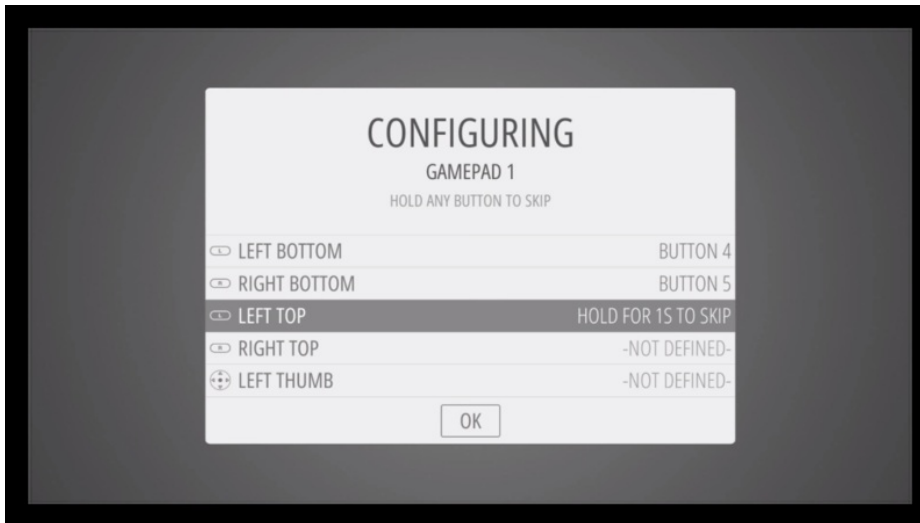 CONFIGURING
GAMEPAD 1
HOLD ANY BUTTON TO SKIP
LEFT BOTTOM BUTTON 4
RIGHT BOTTOM BUTTON 5
LEFT TOP HOLD FOR 1S TO SKIP
RIGHT TOP -NOT DEFINED-
LEFT THUMB -NOT DEFINED-
OK